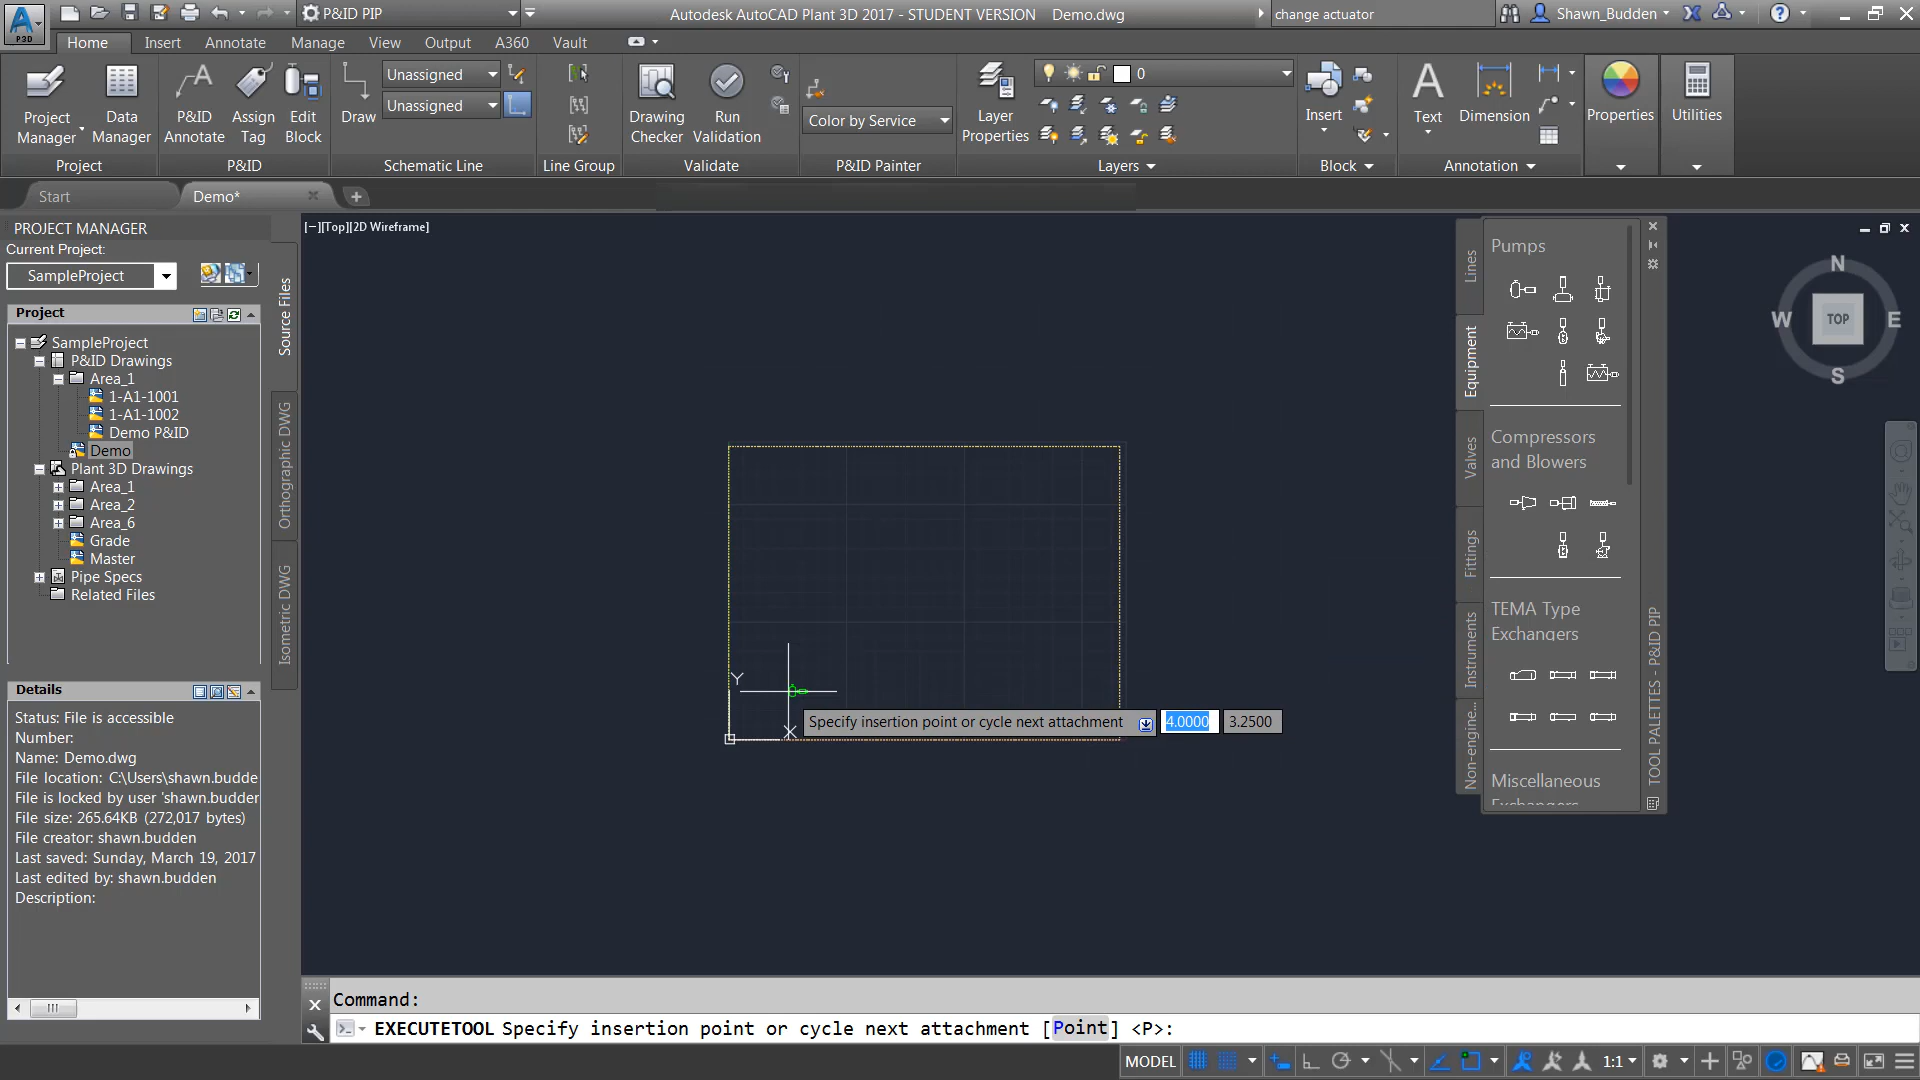 P3D
P&ID PIP
Autodesk AutoCAD Plant 3D 2017 - STUDENT VERSION Demo.dwg
change actuator
Shawn_Budden
Home Insert Annotate Manage View Output A360 Vault
Project Manager
Data Manager
Project
P&ID Annotate
Assign Tag
Edit Block
P&ID
Draw
Unassigned
Unassigned
Schematic Line
Line Group
Drawing Checker
Run Validation
Validate
Color by Service
P&ID Painter
Layer Properties
0
Layers
Insert
Block
Text
Dimension
Annotation
Properties
Utilities
Start
Demo*
PROJECT MANAGER
Current Project:
SampleProject
Project
SampleProject
P&ID Drawings
Area_1
1-A1-1001
1-A1-1002
Demo P&ID
Demo
Plant 3D Drawings
Area_1
Area_2
Area_6
Grade
Master
Pipe Specs
Related Files
Source Files
Orthographic DWG
Isometric DWG
Details
Status: File is accessible
Number:
Name: Demo.dwg
File location: C:\Users\shawn.budde
File is locked by user 'shawn.budder
File size: 265.64KB (272,017 bytes)
File creator: shawn.budden
Last saved: Sunday, March 19, 2017
Last edited by: shawn.budden
Description:
[−][Top][2D Wireframe]
Y
X
Specify insertion point or cycle next attachment
4.0000
3.2500
Lines
Equipment
Valves
Fittings
Instruments
Non-engine...
Pumps
Compressors
and Blowers
TEMA Type
Exchangers
Miscellaneous
Exchangers
TOOL PALETTES - P&ID PIP
N
W
TOP
E
S
Command:
EXECUTETOOL Specify insertion point or cycle next attachment [Point] <P>:
MODEL
1:1